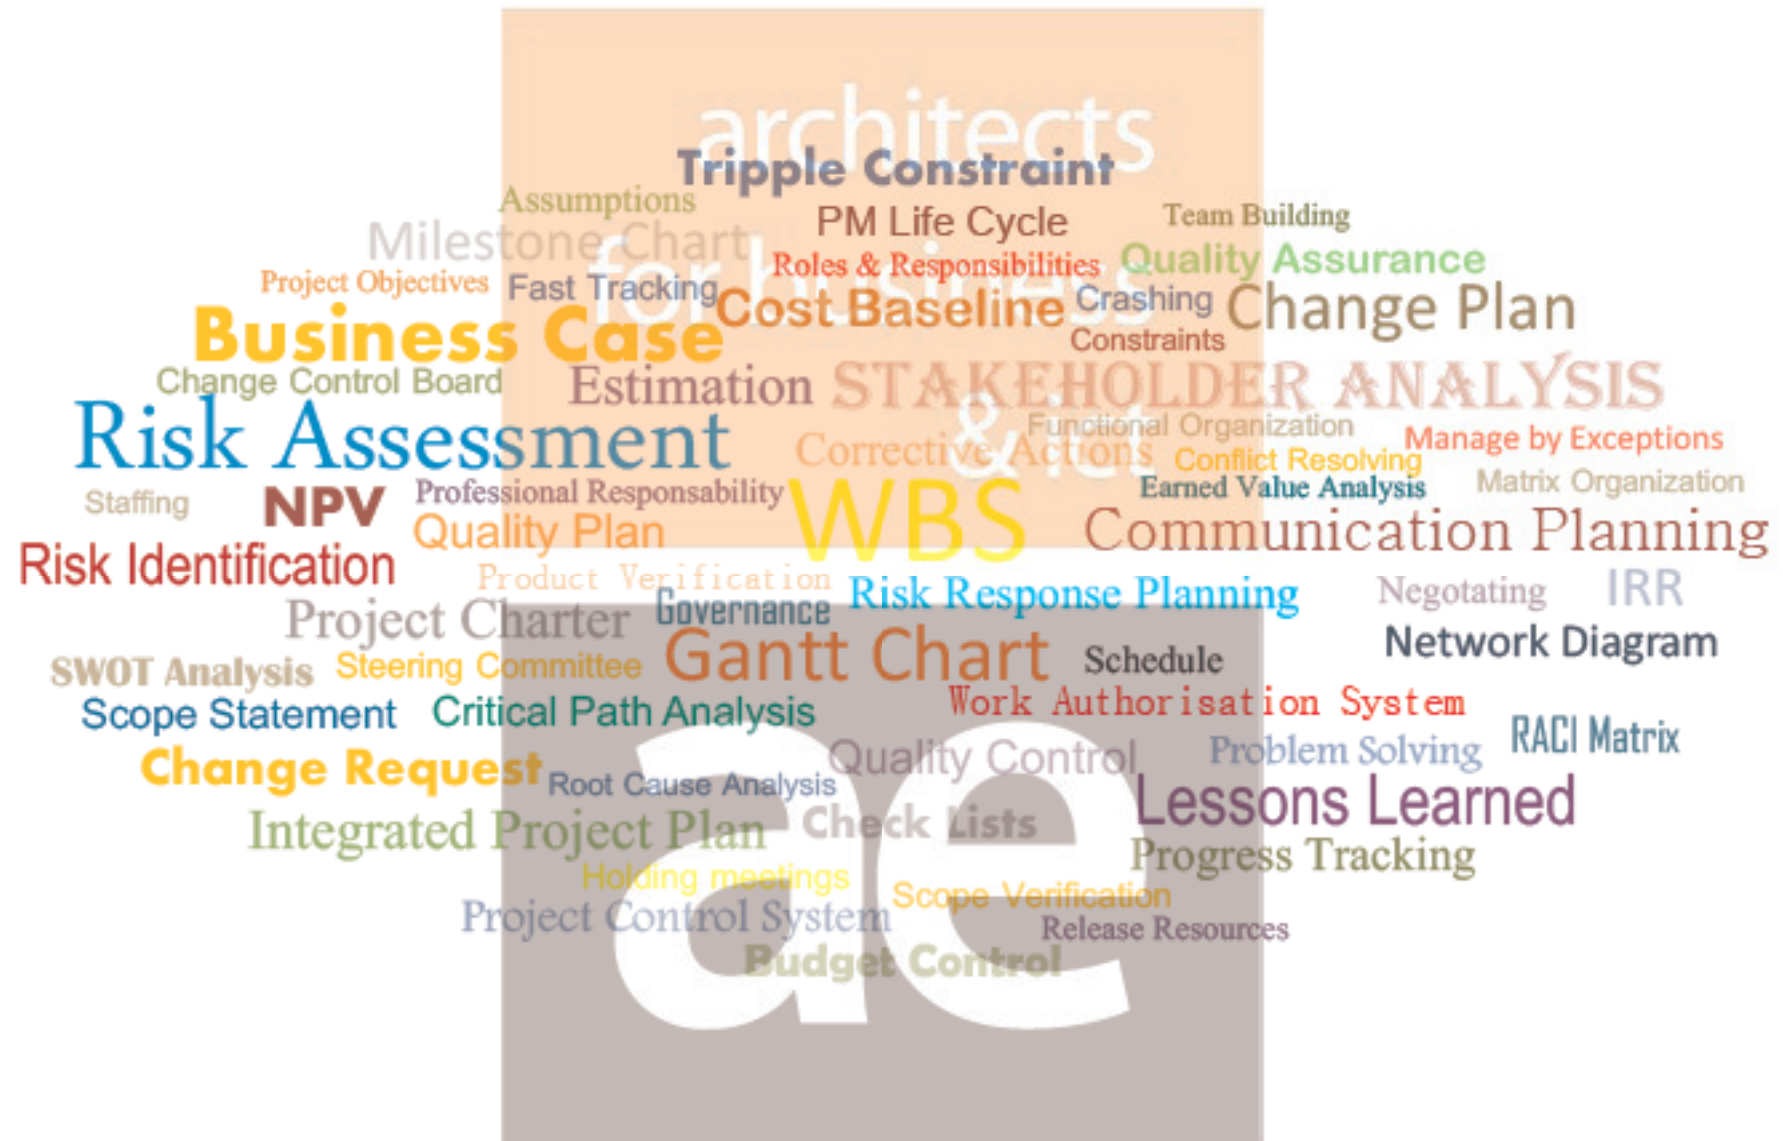 architects
Tripple Constraint
Assumptions
PM Life Cycle
Team Building
Milestone Chart
for business
Roles & Responsibilities
Quality Assurance
Project Objectives
Fast Tracking
Cost Baseline
Crashing
Change Plan
Business Case
Constraints
Change Control Board
Estimation
STAKEHOLDER ANALYSIS
Risk Assessment
& ict
Functional Organization
Manage by Exceptions
Corrective Actions
Conflict Resolving
Staffing
NPV
Professional Responsability
WBS
Earned Value Analysis
Matrix Organization
Quality Plan
Communication Planning
Risk Identification
Product Verification
Risk Response Planning
Negotating
IRR
Project Charter
Governance
Gantt Chart
Schedule
Network Diagram
SWOT Analysis
Steering Committee
Scope Statement
Critical Path Analysis
Work Authorisation System
RACI Matrix
Change Request
Root Cause Analysis
Quality Control
Problem Solving
Lessons Learned
Integrated Project Plan
Check Lists
Progress Tracking
ae
Holding meetings
Scope Verification
Project Control System
Release Resources
Budget Control